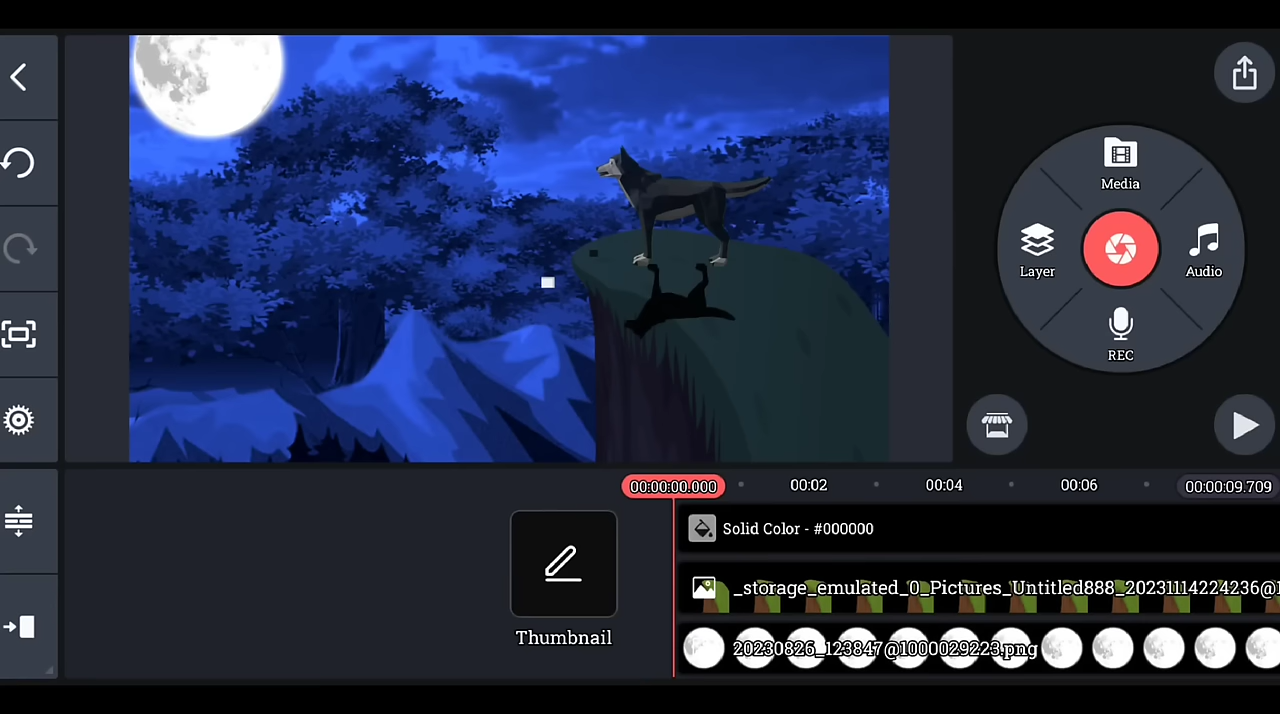 Media
Layer
Audio
REC
00:00:00.000
00:02
00:04
00:06
00:00:09.709
Solid Color - #000000
Thumbnail
_storage_emulated_0_Pictures_Untitled888_20231114224236@1
20230826_123847@1000029223.png